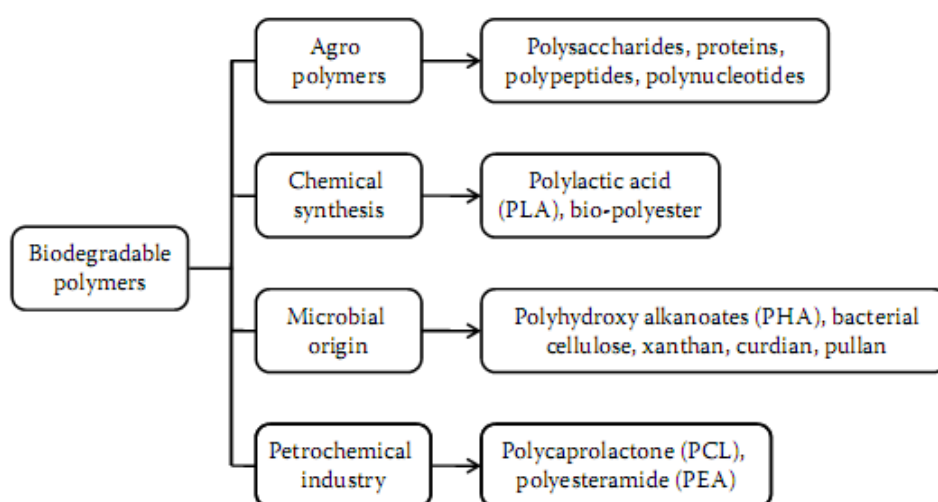 Agro
polymers
Polysaccharides, proteins,
polypeptides, polynucleotides
Chemical
synthesis
Polylactic acid
(PLA), bio-polyester
Biodegradable
polymers
Microbial
origin
Polyhydroxy alkanoates (PHA), bacterial
cellulose, xanthan, curdian, pullan
Petrochemical
industry
Polycaprolactone (PCL),
polyesteramide (PEA)